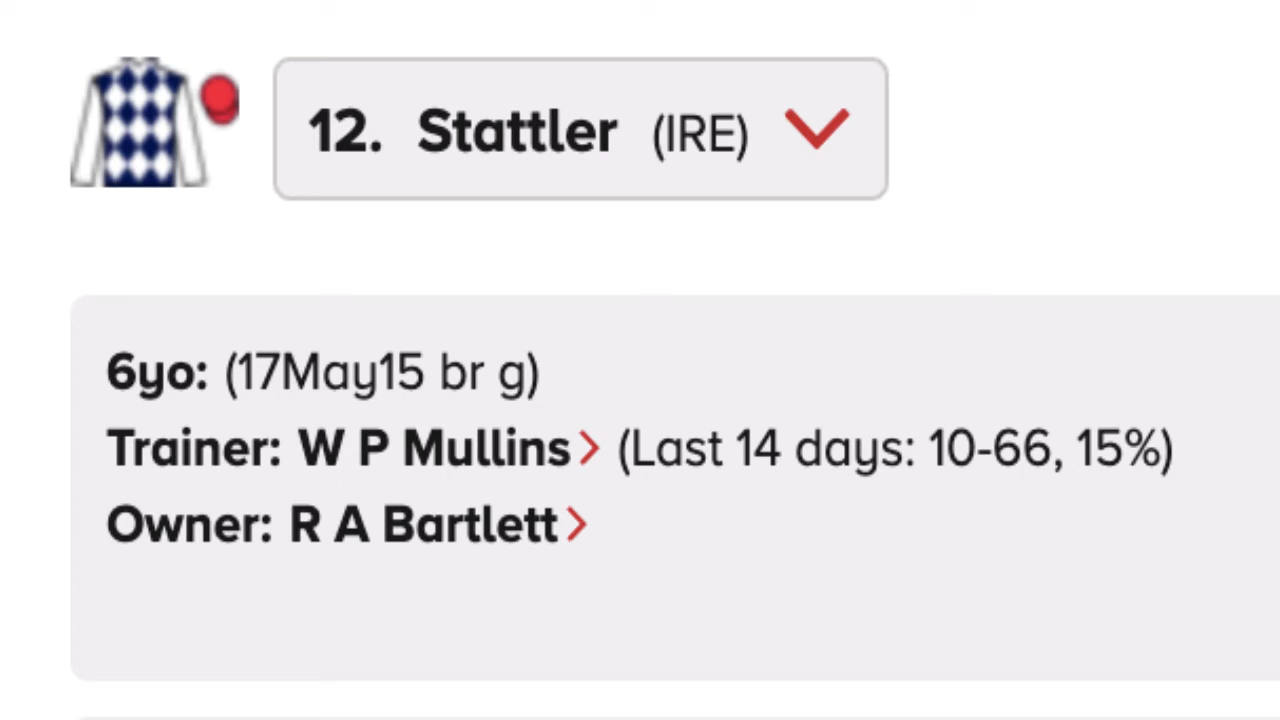 12. Stattler (IRE)
6yo: (17May15 br g)
Trainer: W P Mullins (Last 14 days: 10-66, 15%)
Owner: R A Bartlett